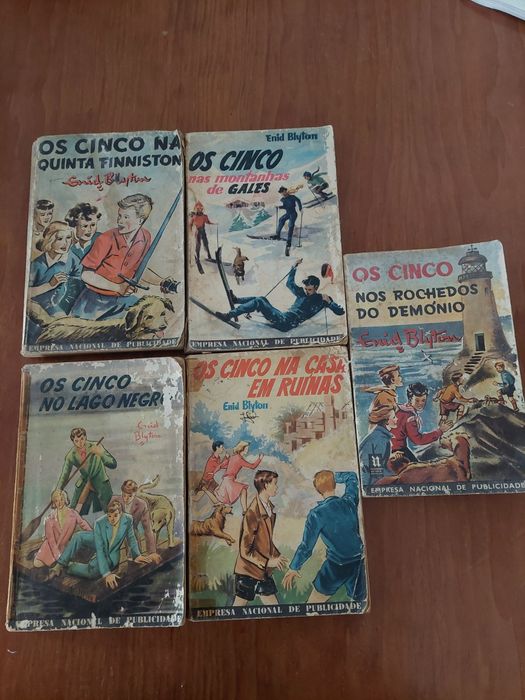 OS CINCO NA
QUINTA FINNISTON
Enid Blyton
EMPRESA NACIONAL DE PUBLICIDADE
Enid Blyton
OS CINCO
nas montanhas
de GALES
EMPRESA NACIONAL DE PUBLICIDADE
OS CINCO
NOS ROCHEDOS
DO DEMÓNIO
Enid Blyton
EMPRESA NACIONAL DE PUBLICIDADE
OS CINCO
NO LAGO NEGRO
Enid
Blyton
EMPRESA NACIONAL DE PUBLICIDADE
OS CINCO NA CASA
EM RUINAS
Enid Blyton
EMPRESA NACIONAL DE PUBLICIDADE